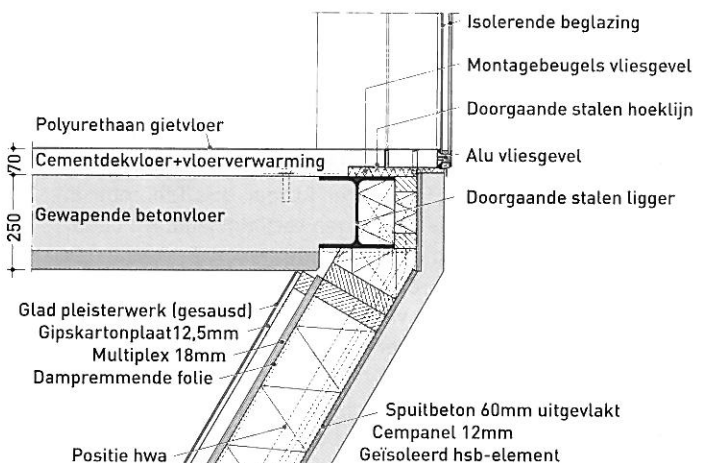 Isolerende beglazing
Montagebeugels vliesgevel
Doorgaande stalen hoeklijn
Polyurethaan gietvloer
70
Cementdekvloer+vloerverwarming
Alu vliesgevel
Doorgaande stalen ligger
250
Gewapende betonvloer
Glad pleisterwerk (gesausd)
Gipskartonplaat12,5mm
Multiplex 18mm
Dampremmende folie
Positie hwa
Spuitbeton 60mm uitgevlakt
Cempanel 12mm
Geïsoleerd hsb-element